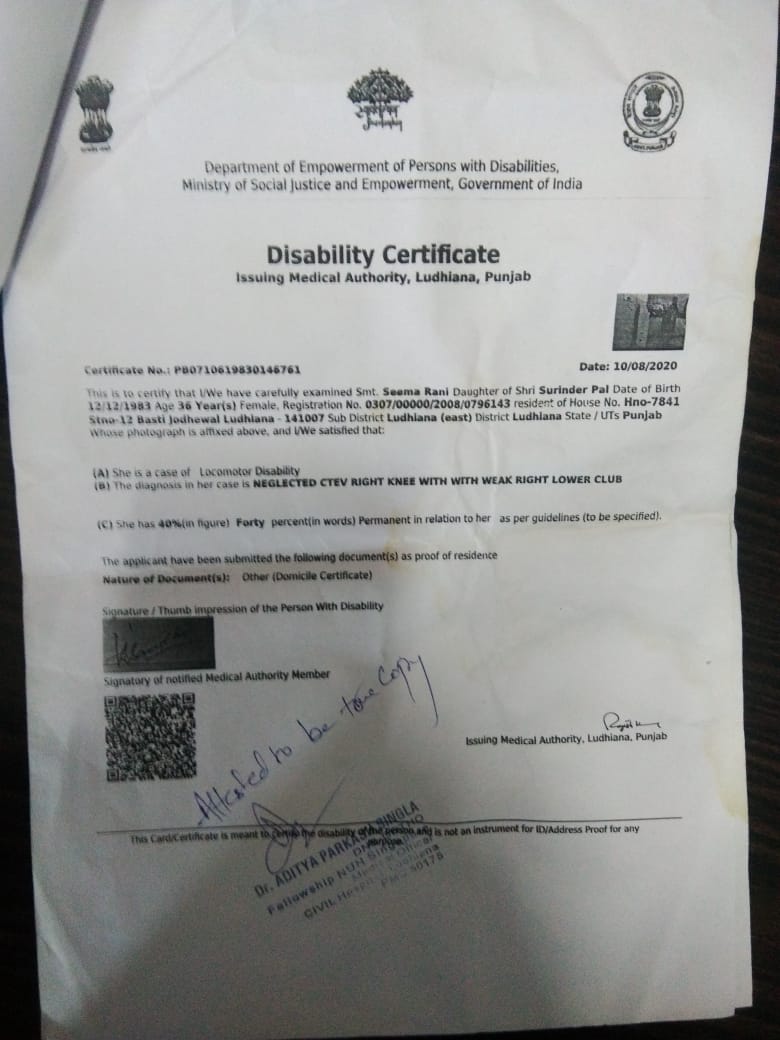 Department of Empowerment of Persons with Disabilities,
Ministry of Social Justice and Empowerment, Government of India
Disability Certificate
Issuing Medical Authority, Ludhiana, Punjab
Certificate No.: PB0710619830146761
Date: 10/08/2020
This is to certify that I/We have carefully examined Smt. Seema Rani Daughter of Shri Surinder Pal Date of Birth
12/12/1983 Age 36 Year(s) Female, Registration No. 0307/00000/2008/0796143 resident of House No. Hno-7841
Stno-12 Basti Jodhewal Ludhiana - 141007 Sub District Ludhiana (east) District Ludhiana State / UTs Punjab
Whose photograph is affixed above, and I/We satisfied that:
(A) She is a case of Locomotor Disability
(B) The diagnosis in her case is NEGLECTED CTEV RIGHT KNEE WITH WITH WEAK RIGHT LOWER CLUB
(C) She has 40%(in figure) Forty percent(in words) Permanent in relation to her as per guidelines (to be specified).
The applicant have been submitted the following document(s) as proof of residence
Nature of Document(s): Other (Domicile Certificate)
Signature / Thumb impression of the Person With Disability
Signatory of notified Medical Authority Member
Attested to be true copy
Issuing Medical Authority, Ludhiana, Punjab
This Card/Certificate is meant to certify the disability of the person and is not an instrument for ID/Address Proof for any
purpose.
Dr. ADITYA PARKASH SINGLA
Fellowship
Medical Officer
CIVIL Ludhiana